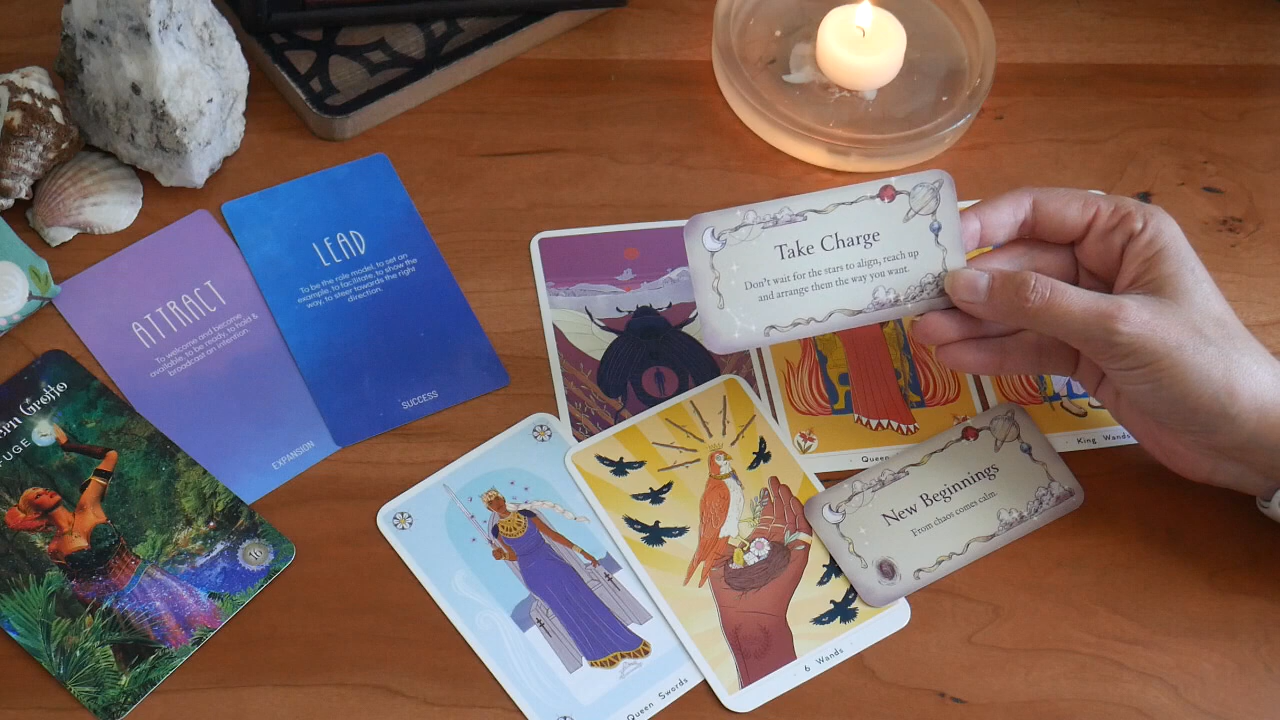 ATTRACT
To welcome and become
available, to be ready, to hold &
broadcast an intention.
EXPANSION
LEAD
To be the role model, to set an
example, to facilitate, to show the
way, to steer towards the right
direction.
SUCCESS
Take Charge
Don't wait for the stars to align, reach up
and arrange them the way you want.
Queen
King Wands
New Beginnings
From chaos comes calm.
Grotto
16
Queen Swords
6 Wands